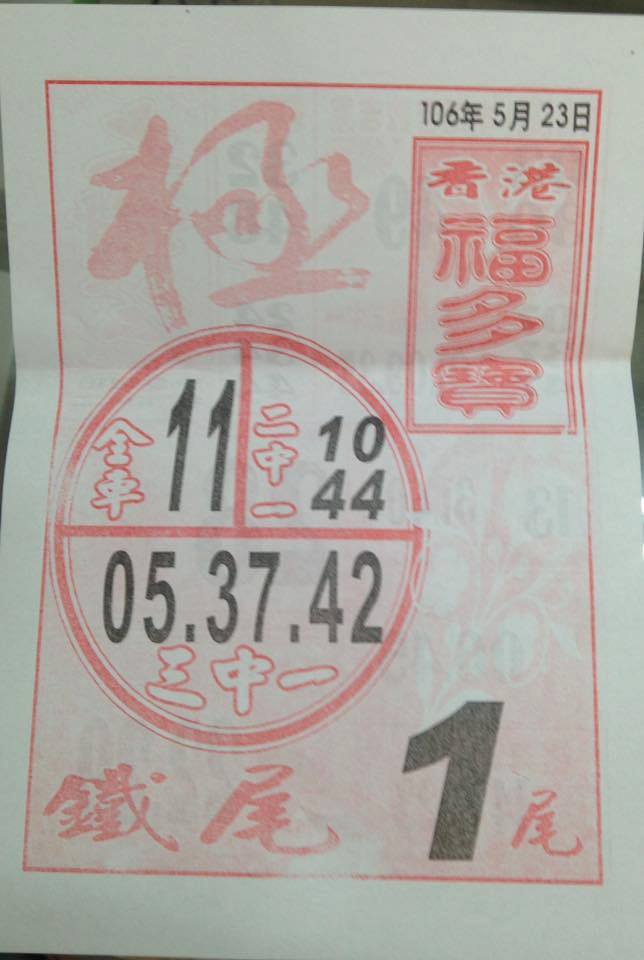 106年5月23日
極
香港
福多寶
全車
11
二中一
10
44
05.37.42
三中一
鐵尾
1尾